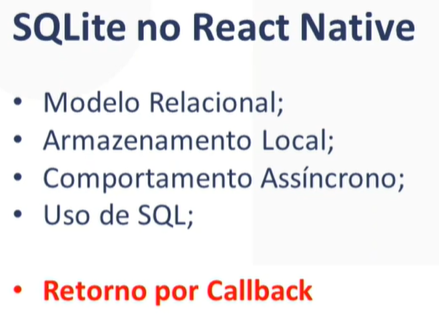 SQLite no React Native
• Modelo Relacional;
• Armazenamento Local;
• Comportamento Assíncrono;
• Uso de SQL;
• Retorno por Callback